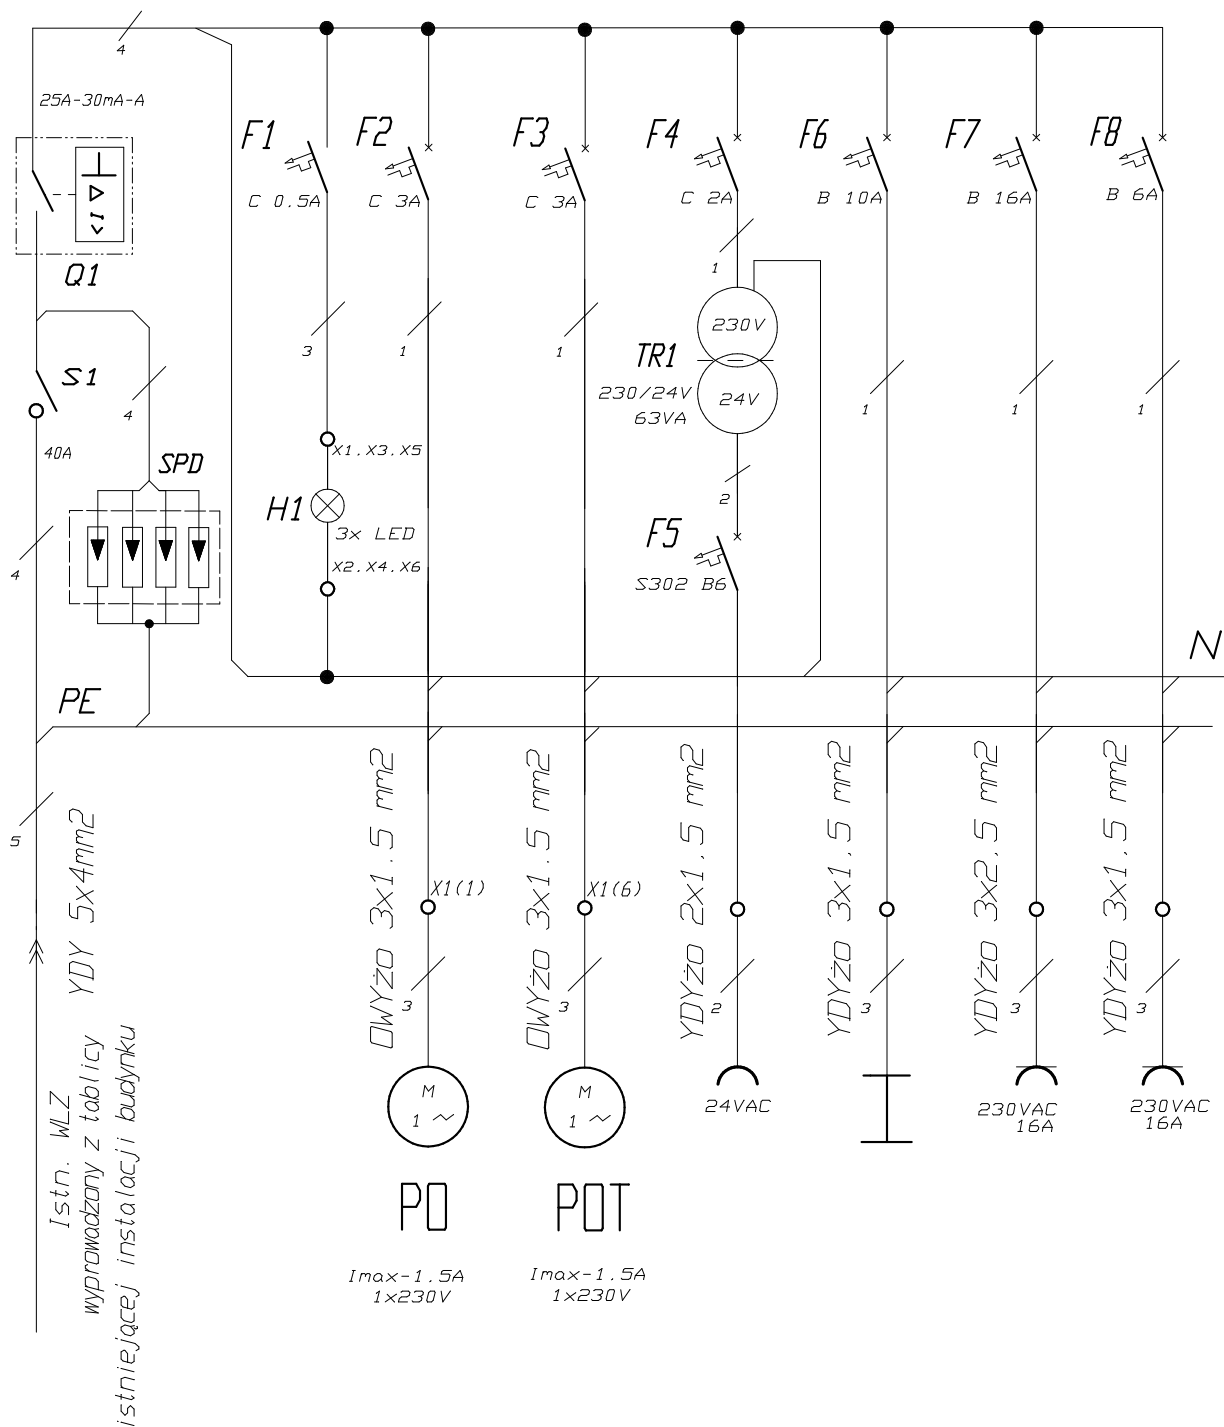 4
25A-30mA-A
Q1
F1
C 0.5A
F2
C 3A
F3
C 3A
F4
C 2A
F6
B 10A
F7
B 16A
F8
B 6A
S1
40A
4
SPD
4
3
1
1
1
230V
TR1
24V
230/24V
63VA
1
1
1
2
X1.X3.X5
H1
3x LED
X2.X4.X6
F5
S302 B6
N
PE
5
YDY 5x4mm2
Istn. WLZ
wyprowadzony z tablicy
istniejącej instalacji budynku
OWYżo 3x1.5 mm2
X1(1)
3
M
1 ~
PO
Imax-1.5A
1x230V
OWYżo 3x1.5 mm2
X1(6)
3
M
1 ~
POT
Imax-1.5A
1x230V
YDYżo 2x1,5 mm2
2
24VAC
YDYżo 3x1,5 mm2
3
YDYżo 3x2,5 mm2
3
230VAC
16A
YDYżo 3x1,5 mm2
3
230VAC
16A